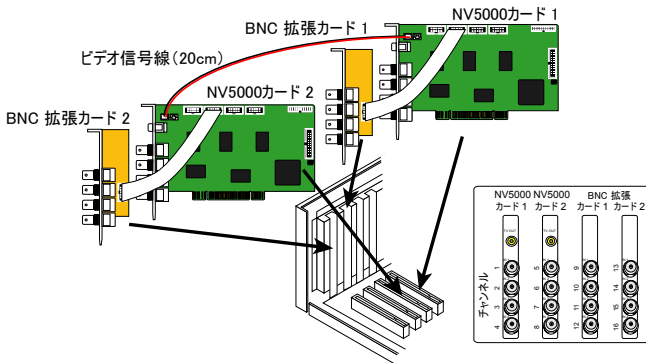 BNC 拡張カード 1
NV5000カード 1
ビデオ信号線(20cm)
NV5000カード 2
BNC 拡張カード 2
NV5000 NV5000 BNC 拡張
カード 1 カード 2 カード 1 カード 2
TV-OUT TV-OUT
チャンネル
1 5 9 13
2 6 10 14
3 7 11 15
4 8 12 16